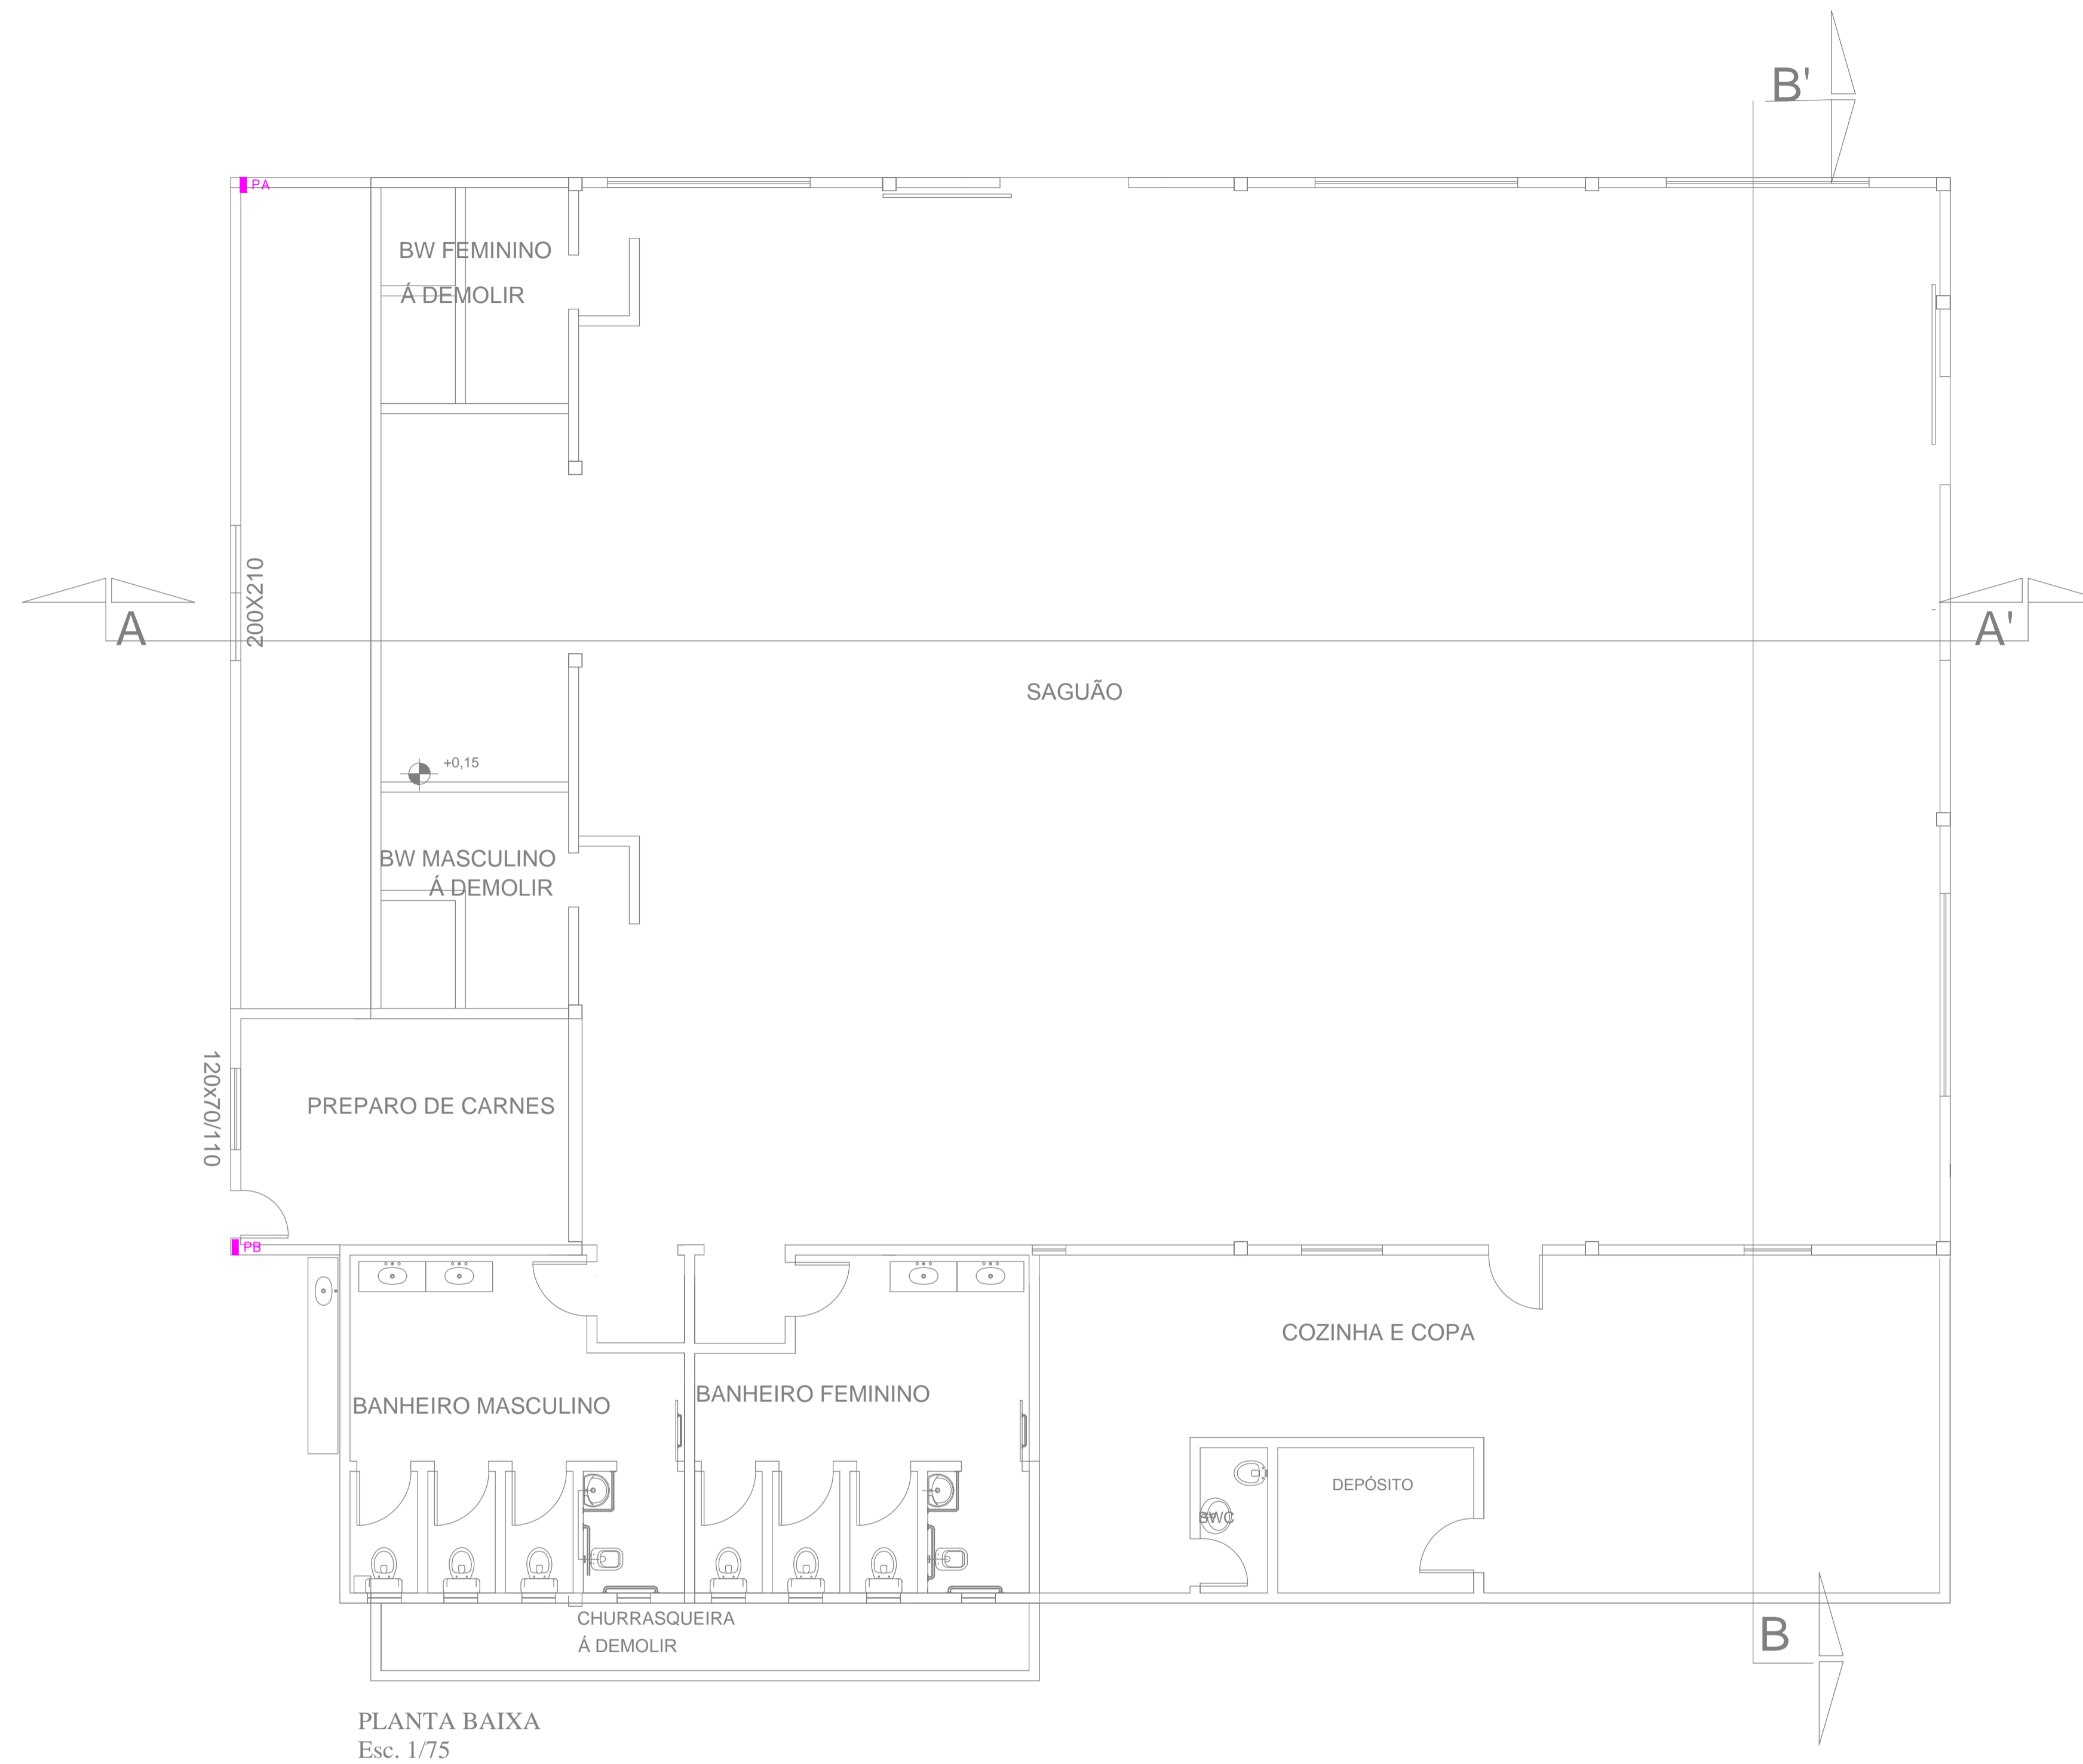 B'
PA
BW FEMININO
Á DEMOLIR
200X210
A
A'
SAGUÃO
+0,15
BW MASCULINO
Á DEMOLIR
120x70/110
PREPARO DE CARNES
PB
COZINHA E COPA
BANHEIRO MASCULINO
BANHEIRO FEMININO
DEPÓSITO
BWC
CHURRASQUEIRA
Á DEMOLIR
B
PLANTA BAIXA
Esc. 1/75